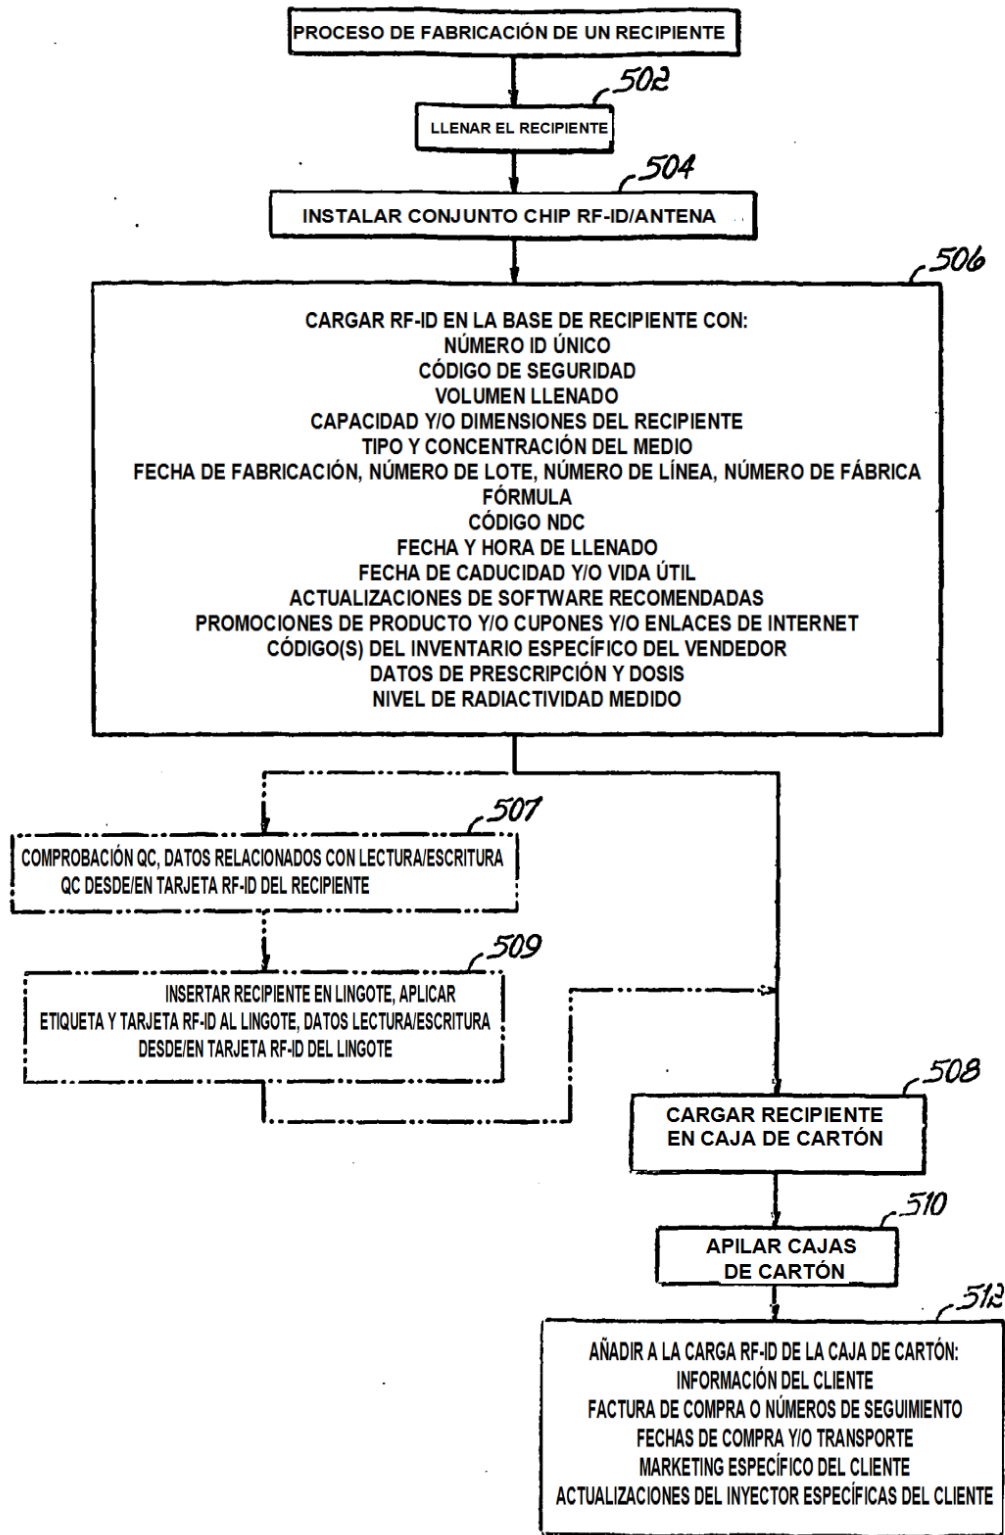 PROCESO DE FABRICACIÓN DE UN RECIPIENTE
502
LLENAR EL RECIPIENTE
504
INSTALAR CONJUNTO CHIP RF-ID/ANTENA
506
CARGAR RF-ID EN LA BASE DE RECIPIENTE CON:
NÚMERO ID ÚNICO
CÓDIGO DE SEGURIDAD
VOLUMEN LLENADO
CAPACIDAD Y/O DIMENSIONES DEL RECIPIENTE
TIPO Y CONCENTRACIÓN DEL MEDIO
FECHA DE FABRICACIÓN, NÚMERO DE LOTE, NÚMERO DE LÍNEA, NÚMERO DE FÁBRICA
FÓRMULA
CÓDIGO NDC
FECHA Y HORA DE LLENADO
FECHA DE CADUCIDAD Y/O VIDA ÚTIL
ACTUALIZACIONES DE SOFTWARE RECOMENDADAS
PROMOCIONES DE PRODUCTO Y/O CUPONES Y/O ENLACES DE INTERNET
CÓDIGO(S) DEL INVENTARIO ESPECÍFICO DEL VENDEDOR
DATOS DE PRESCRIPCIÓN Y DOSIS
NIVEL DE RADIACTIVIDAD MEDIDO
507
COMPROBACIÓN QC, DATOS RELACIONADOS CON LECTURA/ESCRITURA
QC DESDE/EN TARJETA RF-ID DEL RECIPIENTE
509
INSERTAR RECIPIENTE EN LINGOTE, APLICAR
ETIQUETA Y TARJETA RF-ID AL LINGOTE, DATOS LECTURA/ESCRITURA
DESDE/EN TARJETA RF-ID DEL LINGOTE
508
CARGAR RECIPIENTE
EN CAJA DE CARTÓN
510
APILAR CAJAS
DE CARTÓN
512
AÑADIR A LA CARGA RF-ID DE LA CAJA DE CARTÓN:
INFORMACIÓN DEL CLIENTE
FACTURA DE COMPRA O NÚMEROS DE SEGUIMIENTO
FECHAS DE COMPRA Y/O TRANSPORTE
MARKETING ESPECÍFICO DEL CLIENTE
ACTUALIZACIONES DEL INYECTOR ESPECÍFICAS DEL CLIENTE